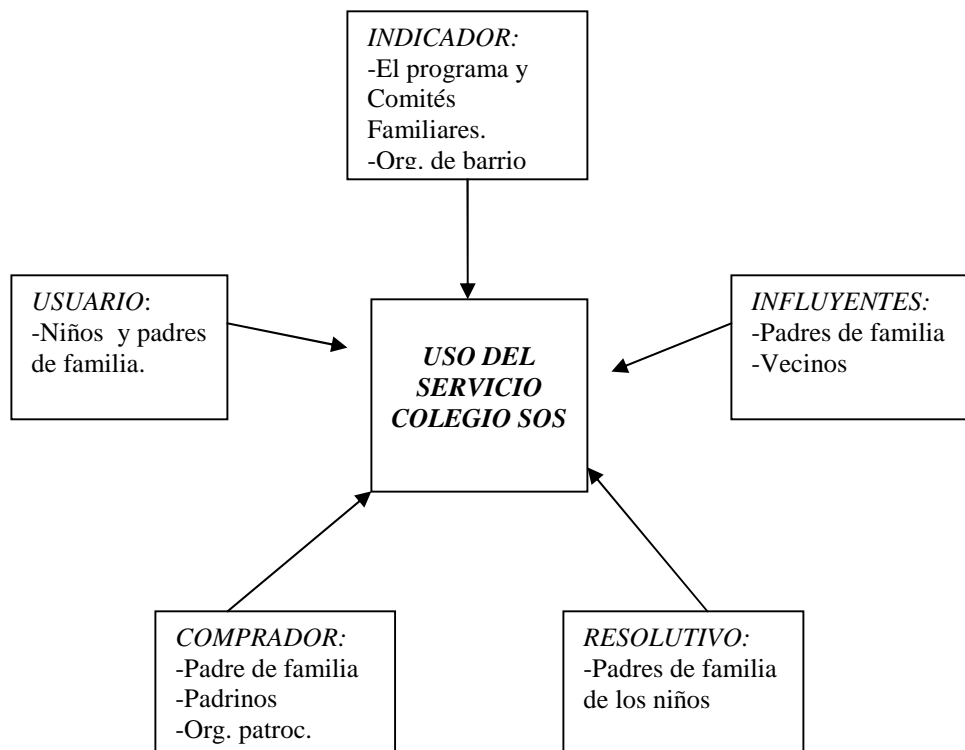 INDICADOR:
-El programa y
Comités
Familiares.
-Org. de barrio
USUARIO:
-Niños y padres
de familia.
USO DEL
SERVICIO
COLEGIO SOS
INFLUYENTES:
-Padres de familia
-Vecinos
COMPRADOR:
-Padre de familia
-Padrinos
-Org. patroc.
RESOLUTIVO:
-Padres de familia
de los niños